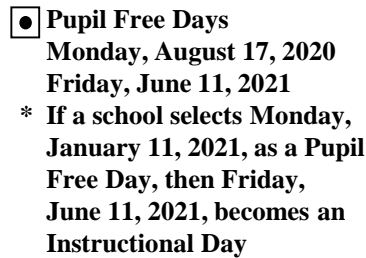 Pupil Free Days
Monday, August 17, 2020
Friday, June 11, 2021
* If a school selects Monday,
January 11, 2021, as a Pupil
Free Day, then Friday,
June 11, 2021, becomes an
Instructional Day